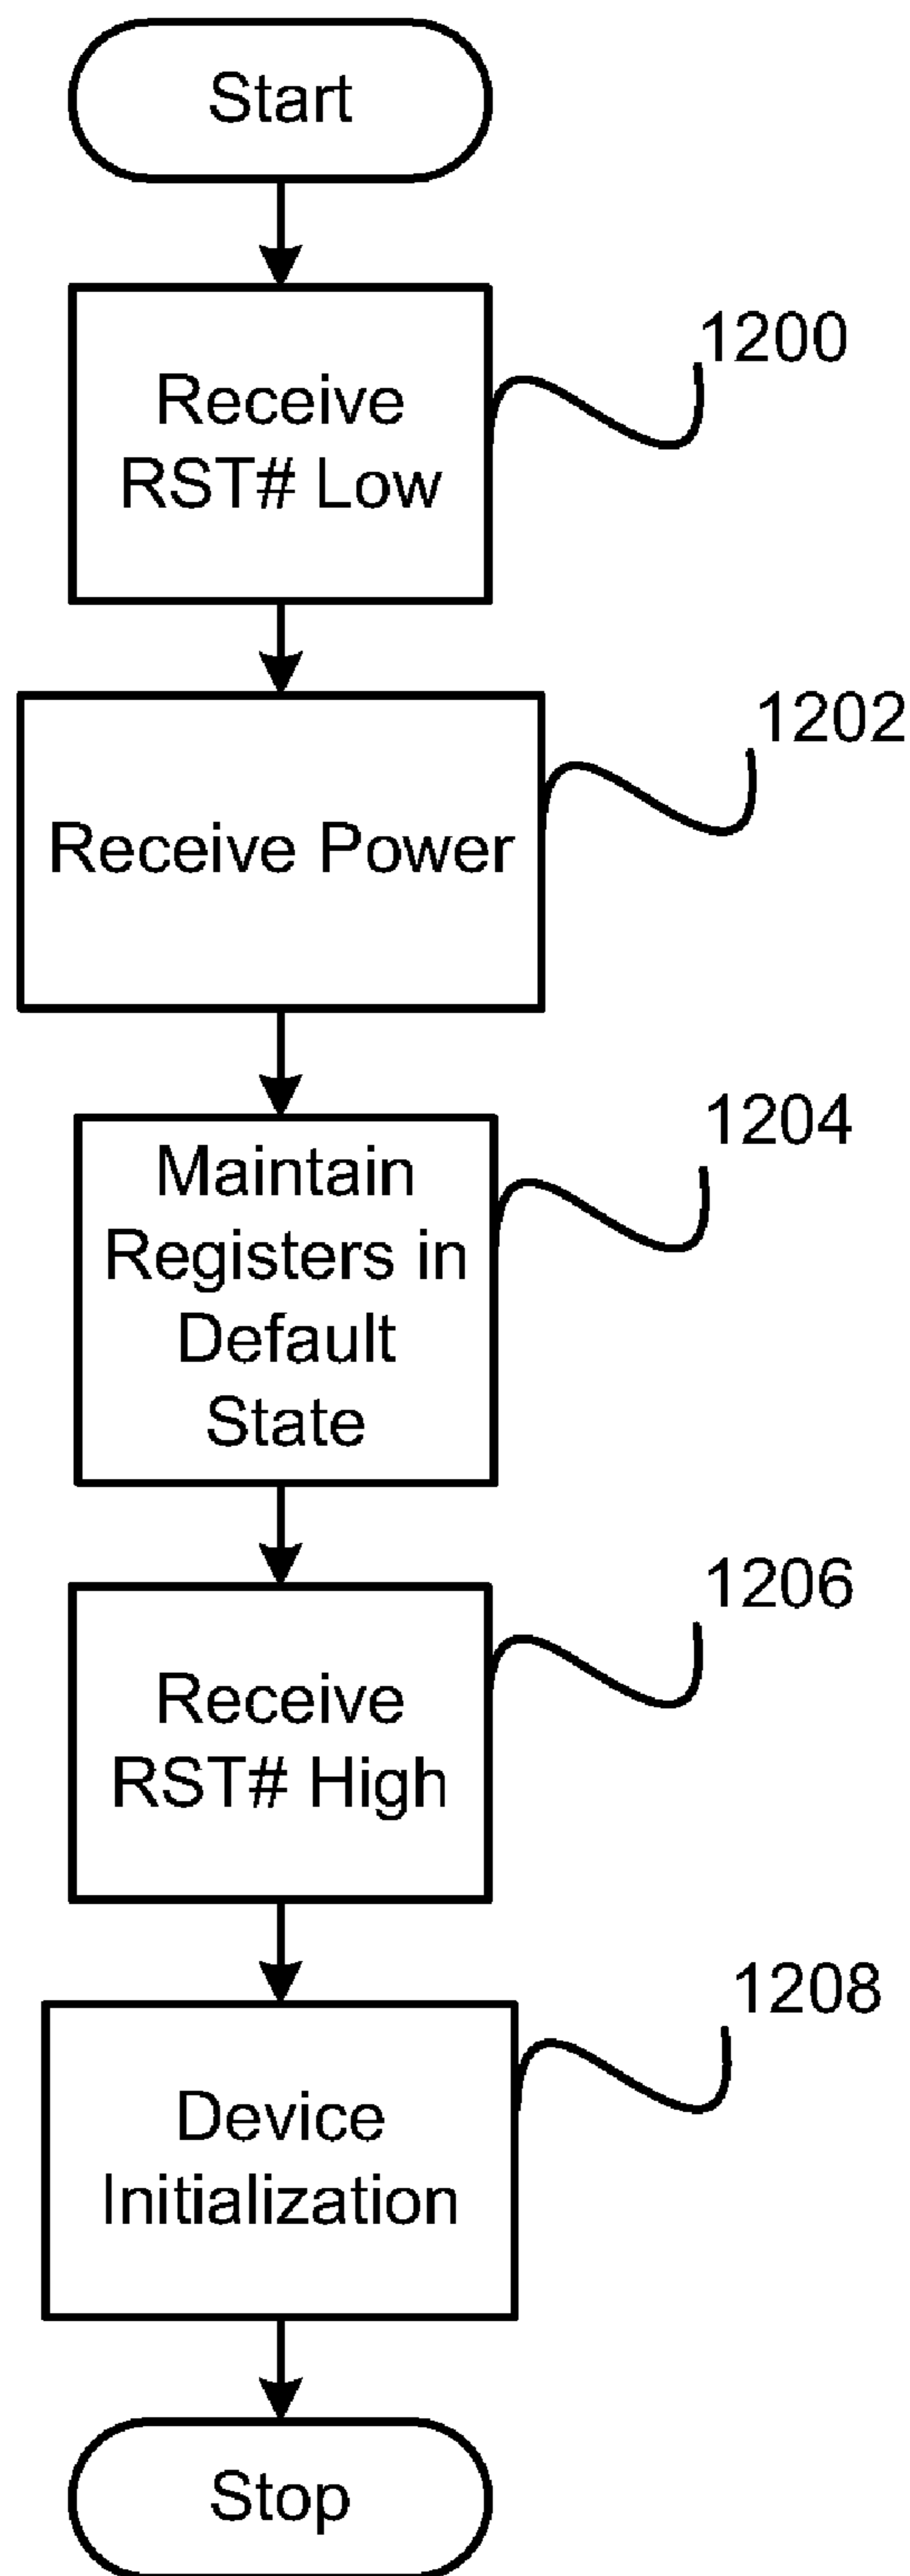 Start
Receive
RST# Low
1200
Receive Power
1202
Maintain
Registers in
Default
State
1204
Receive
RST# High
1206
Device
Initialization
1208
Stop